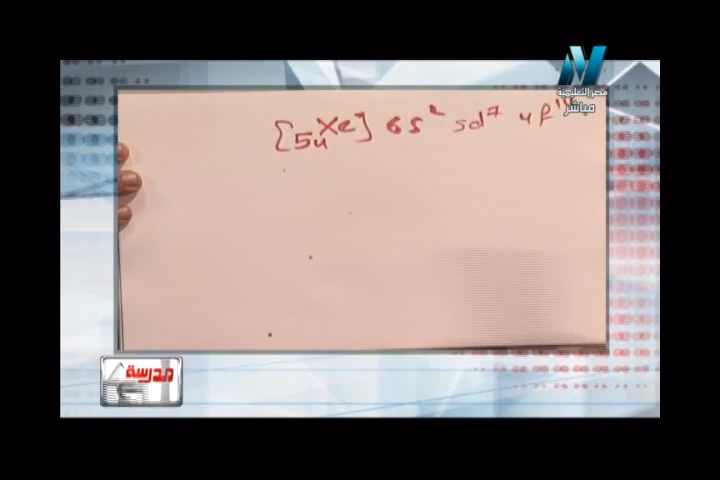 مصر التعليمية
مباشر
[₅₄Xe] 6s² 5d⁷ 4f¹⁴
مدرسة